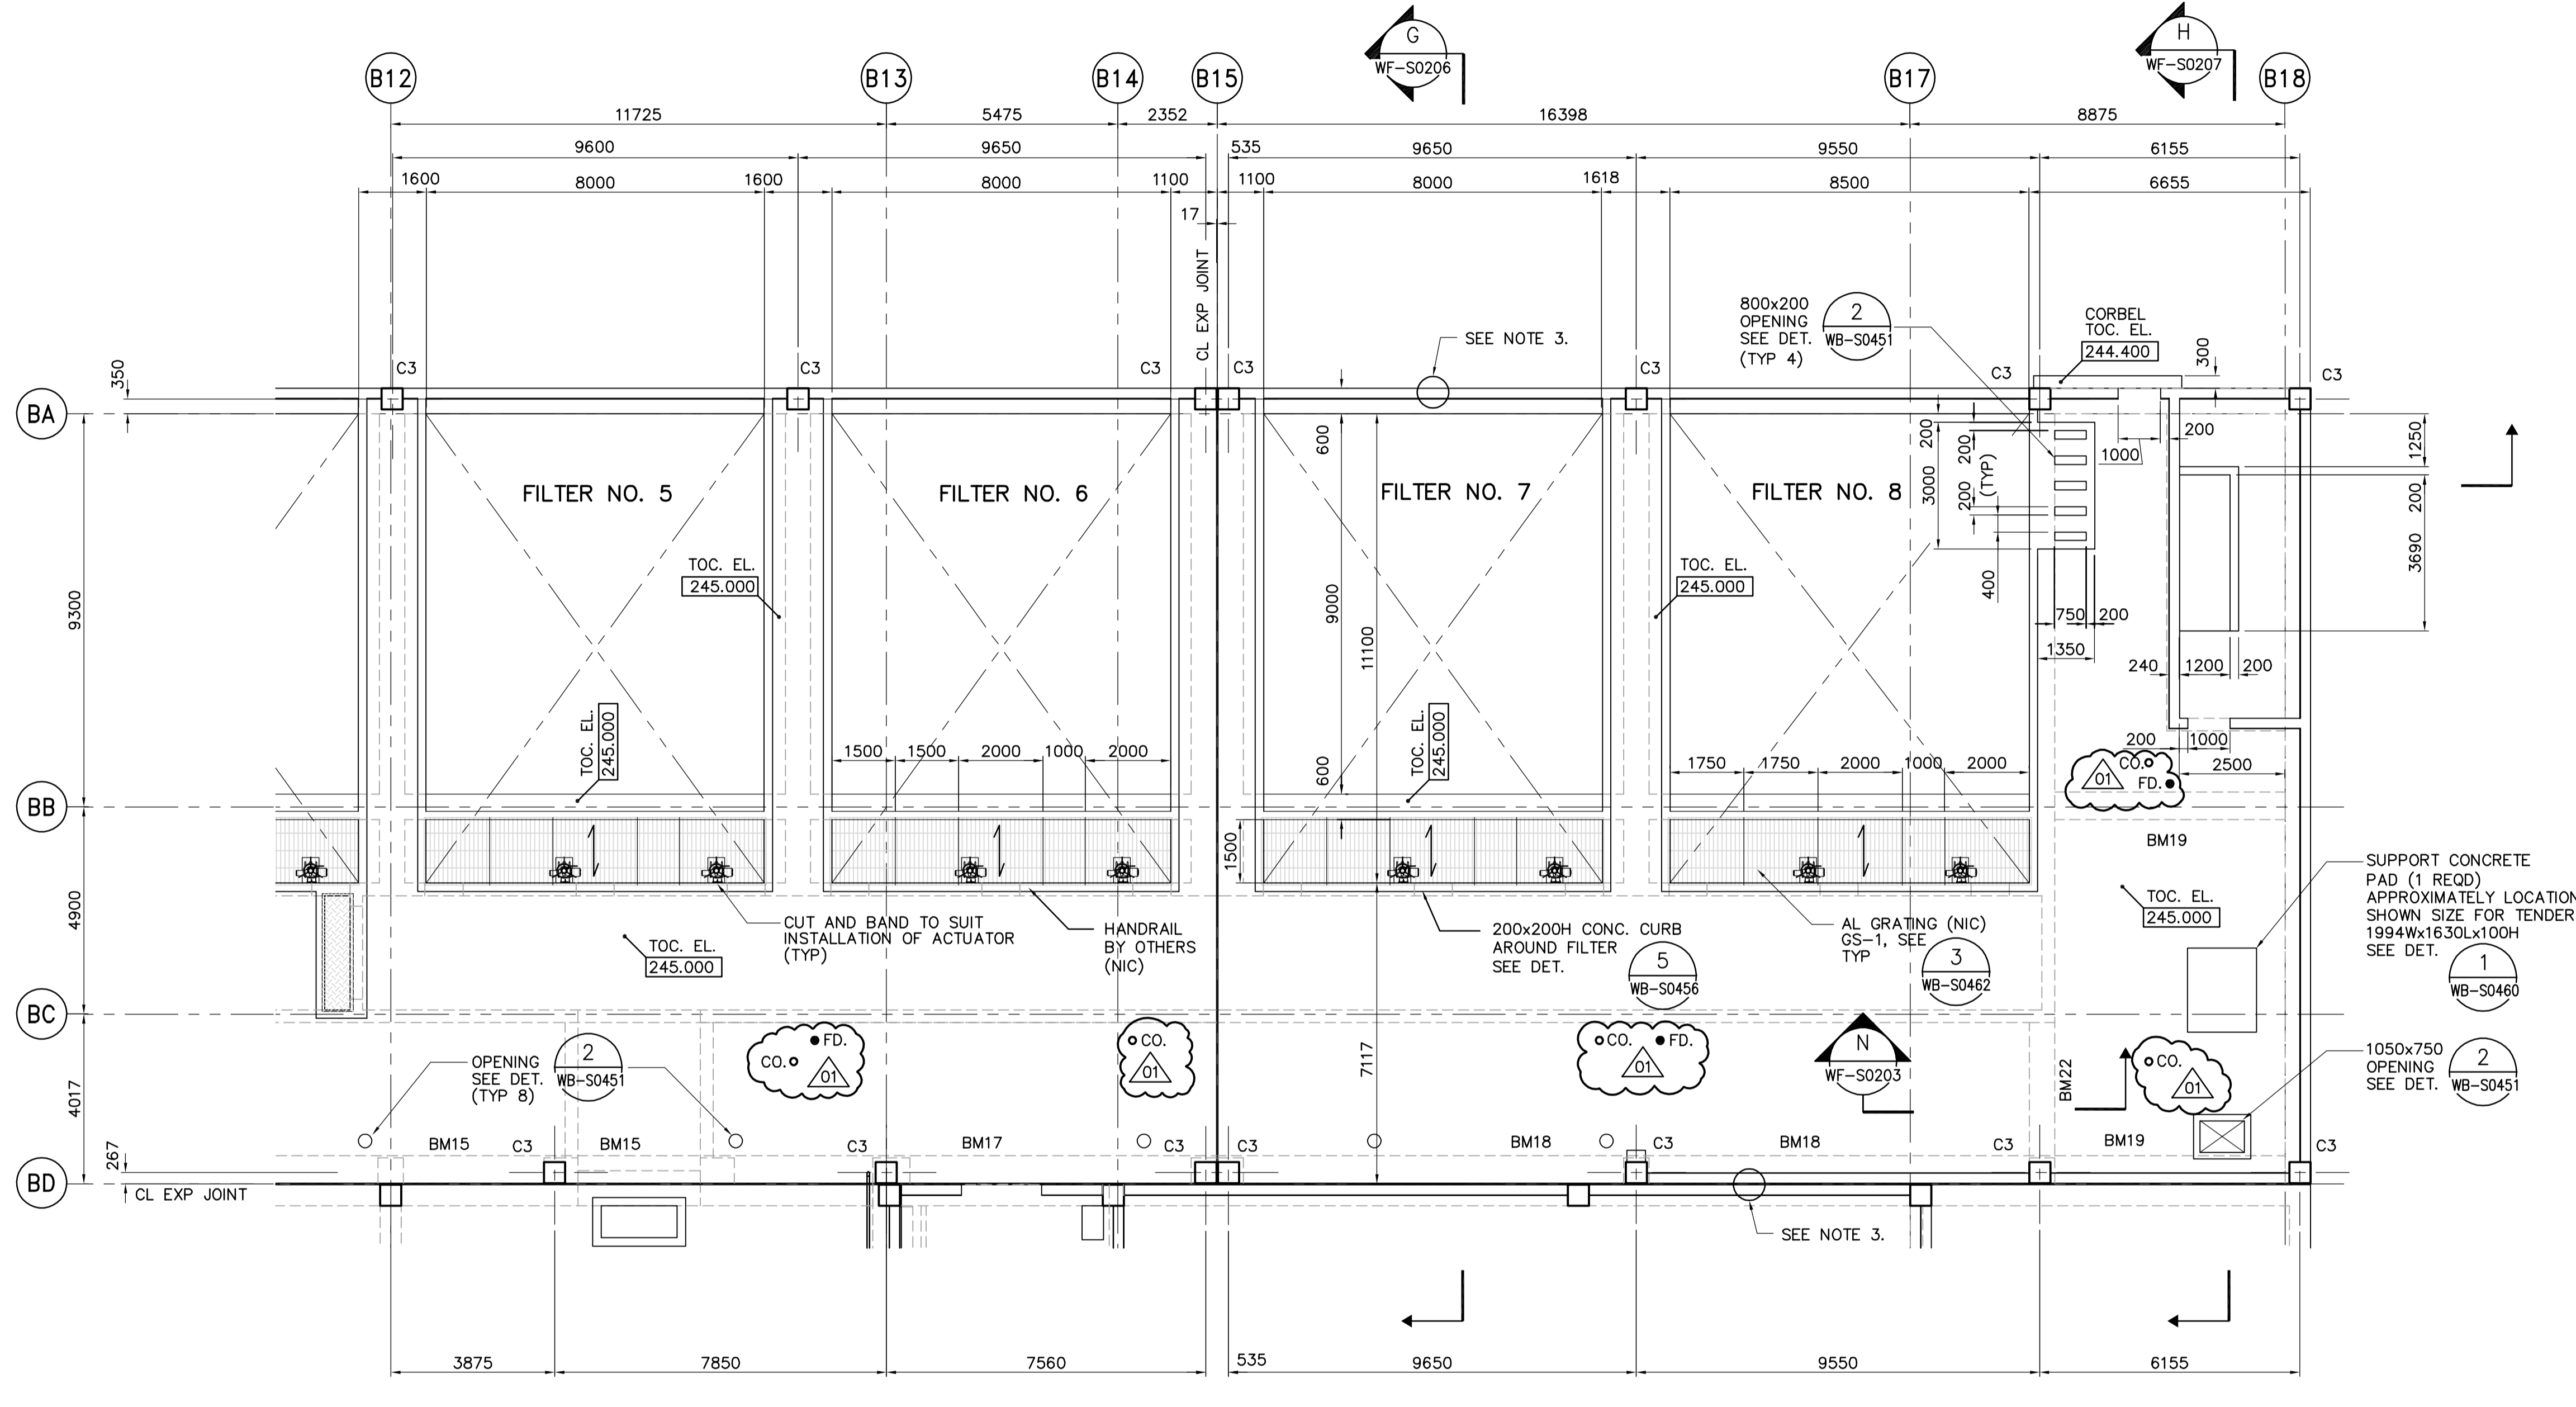 G
WF-S0206
H
WF-S0207
B12
B13
B14
B15
B17
B18
11725
5475
2352
16398
8875
9600
9650
535
9650
9550
6155
1600
8000
1600
8000
1100
1100
8000
1618
8500
6655
17
CL EXP JOINT
SEE NOTE 3.
800x200
OPENING
SEE DET.
(TYP 4)
2
WB-S0451
CORBEL
TOC. EL.
244.400
300
350
C3
C3
C3
C3
C3
C3
C3
BA
600
200
200
(TYP)
200
3000
200
1000
1250
200
3690
FILTER NO. 5
FILTER NO. 6
FILTER NO. 7
FILTER NO. 8
TOC. EL.
245.000
TOC. EL.
245.000
9300
9000
11100
400
750
200
1350
240
1200
200
TOC. EL.
245.000
TOC. EL.
245.000
1500
1500
2000
1000
2000
600
1750
1750
2000
1000
2000
200
1000
2500
CO.
01
FD.
BB
1500
BM19
4900
SUPPORT CONCRETE
PAD (1 REQD)
APPROXIMATELY LOCATION
SHOWN SIZE FOR TENDER
1994Wx1630Lx100H
SEE DET.
1
WB-S0460
TOC. EL.
245.000
CUT AND BAND TO SUIT
INSTALLATION OF ACTUATOR
(TYP)
HANDRAIL
BY OTHERS
(NIC)
200x200H CONC. CURB
AROUND FILTER
SEE DET.
5
WB-S0456
AL GRATING (NIC)
GS-1, SEE
TYP
3
WB-S0462
TOC. EL.
245.000
BC
OPENING
SEE DET.
(TYP 8)
2
WB-S0451
FD.
CO.
01
CO.
01
CO.
FD.
01
N
WF-S0203
7117
BM22
CO.
01
1050x750
OPENING
SEE DET.
2
WB-S0451
4017
267
BM15
C3
BM15
C3
BM17
C3
C3
BM18
C3
BM18
C3
BM19
C3
BD
CL EXP JOINT
SEE NOTE 3.
3875
7850
7560
535
9650
9550
6155